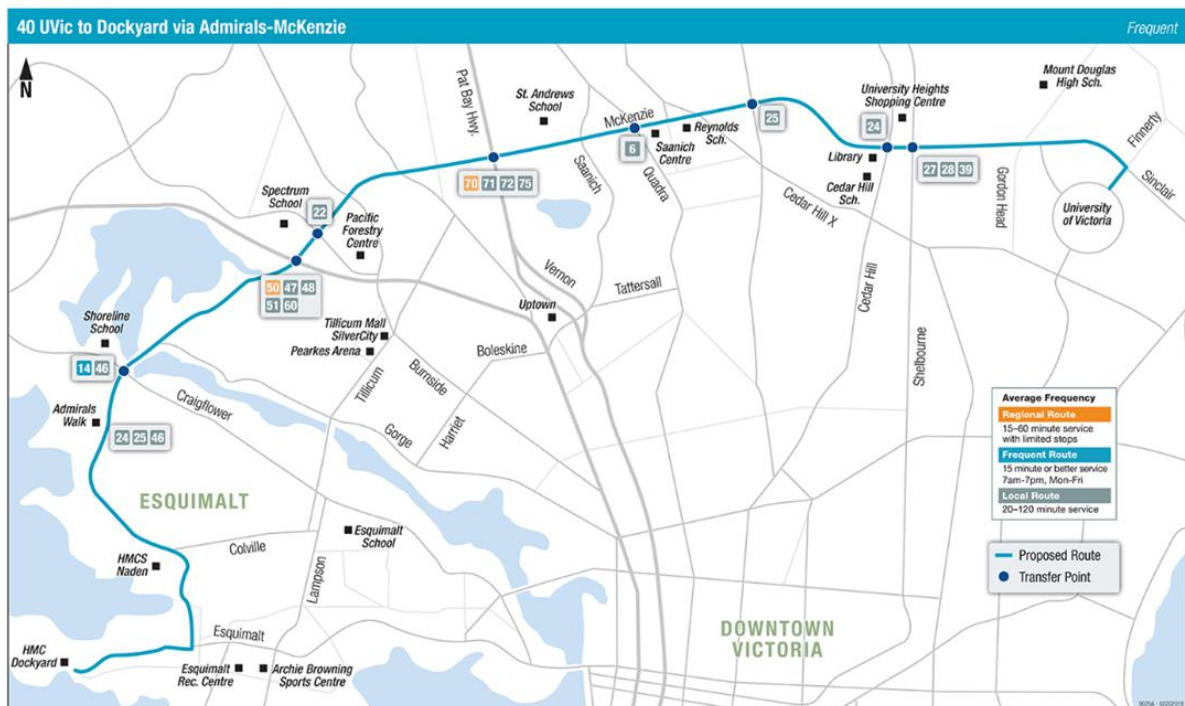 40 UVic to Dockyard via Admirals-McKenzie
Frequent
N
Pat Bay Hwy.
St. Andrews
School
McKenzie
6
Saanich
Centre
Reynolds
Sch.
25
University Heights
Shopping Centre
24
Library
Cedar Hill
Sch.
27 28 39
Mount Douglas
High Sch.
Finnerty
Sinclair
University
of Victoria
Gordon Head
Saanich
Quadra
Cedar Hill X
Cedar Hill
Shelbourne
70 71 72 75
Spectrum
School
22
Pacific
Forestry
Centre
50 47 48
51 60
Vernon
Tattersall
Uptown
Boleskine
Shoreline
School
14 46
Tillicum Mall
SilverCity
Pearkes Arena
Tillicum
Burnside
Harriet
Gorge
Craigflower
Admirals
Walk
24 25 46
ESQUIMALT
Esquimalt
School
Colville
Lampson
HMCS
Naden
Esquimalt
HMC
Dockyard
Esquimalt
Rec. Centre
Archie Browning
Sports Centre
DOWNTOWN
VICTORIA
Average Frequency
Regional Route
15–60 minute service
with limited stops
Frequent Route
15 minute or better service
7am-7pm, Mon-Fri
Local Route
20–120 minute service
Proposed Route
Transfer Point